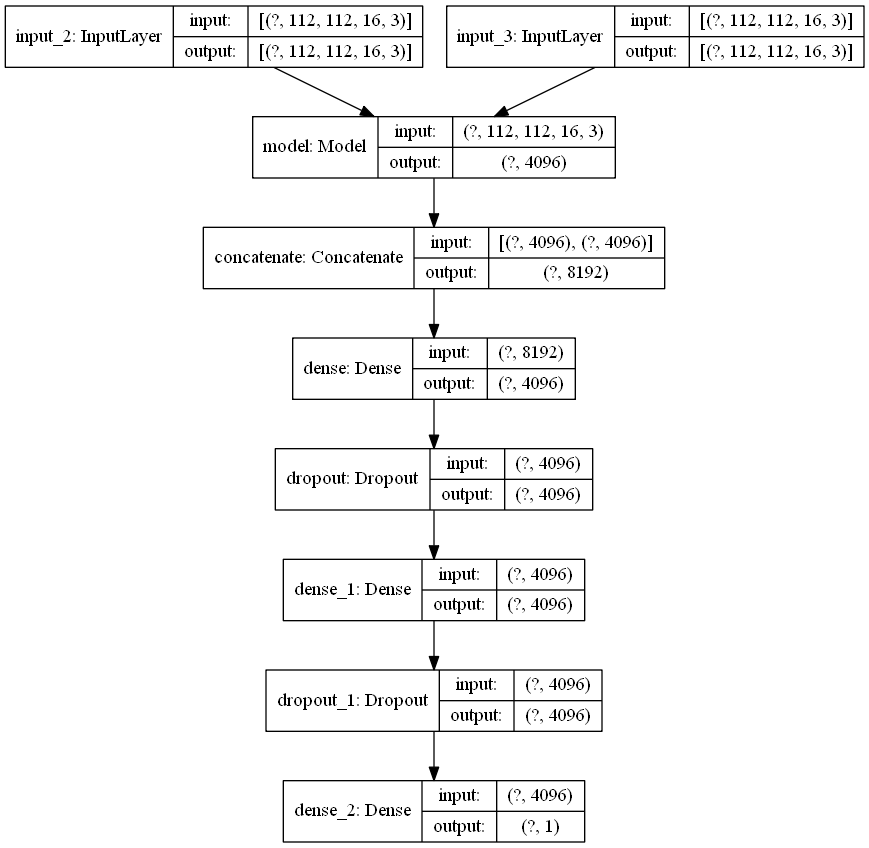 input_2: InputLayer input: [(?, 112, 112, 16, 3)]
output: [(?, 112, 112, 16, 3)]
input_3: InputLayer input: [(?, 112, 112, 16, 3)]
output: [(?, 112, 112, 16, 3)]
model: Model input: (?, 112, 112, 16, 3)
output: (?, 4096)
concatenate: Concatenate input: [(?, 4096), (?, 4096)]
output: (?, 8192)
dense: Dense input: (?, 8192)
output: (?, 4096)
dropout: Dropout input: (?, 4096)
output: (?, 4096)
dense_1: Dense input: (?, 4096)
output: (?, 4096)
dropout_1: Dropout input: (?, 4096)
output: (?, 4096)
dense_2: Dense input: (?, 4096)
output: (?, 1)